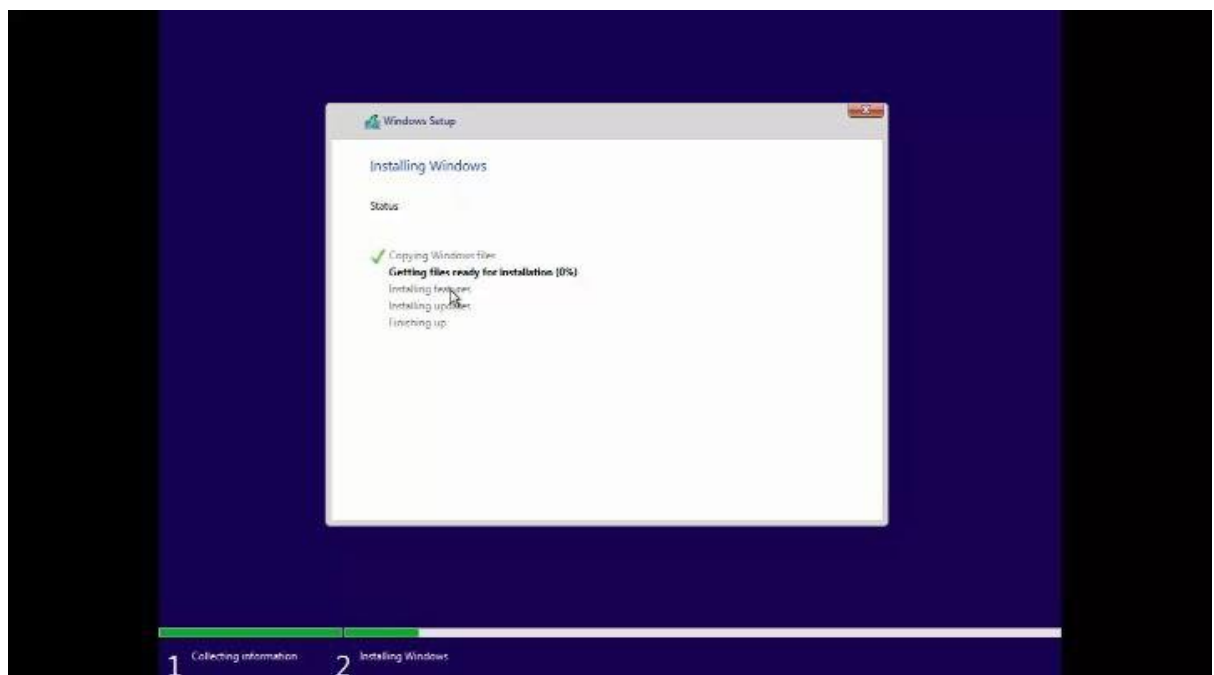 Windows Setup
Installing Windows
Status
Copying Windows files
Getting files ready for installation (0%)
Installing features
Installing updates
Finishing up
1 Collecting information
2 Installing Windows